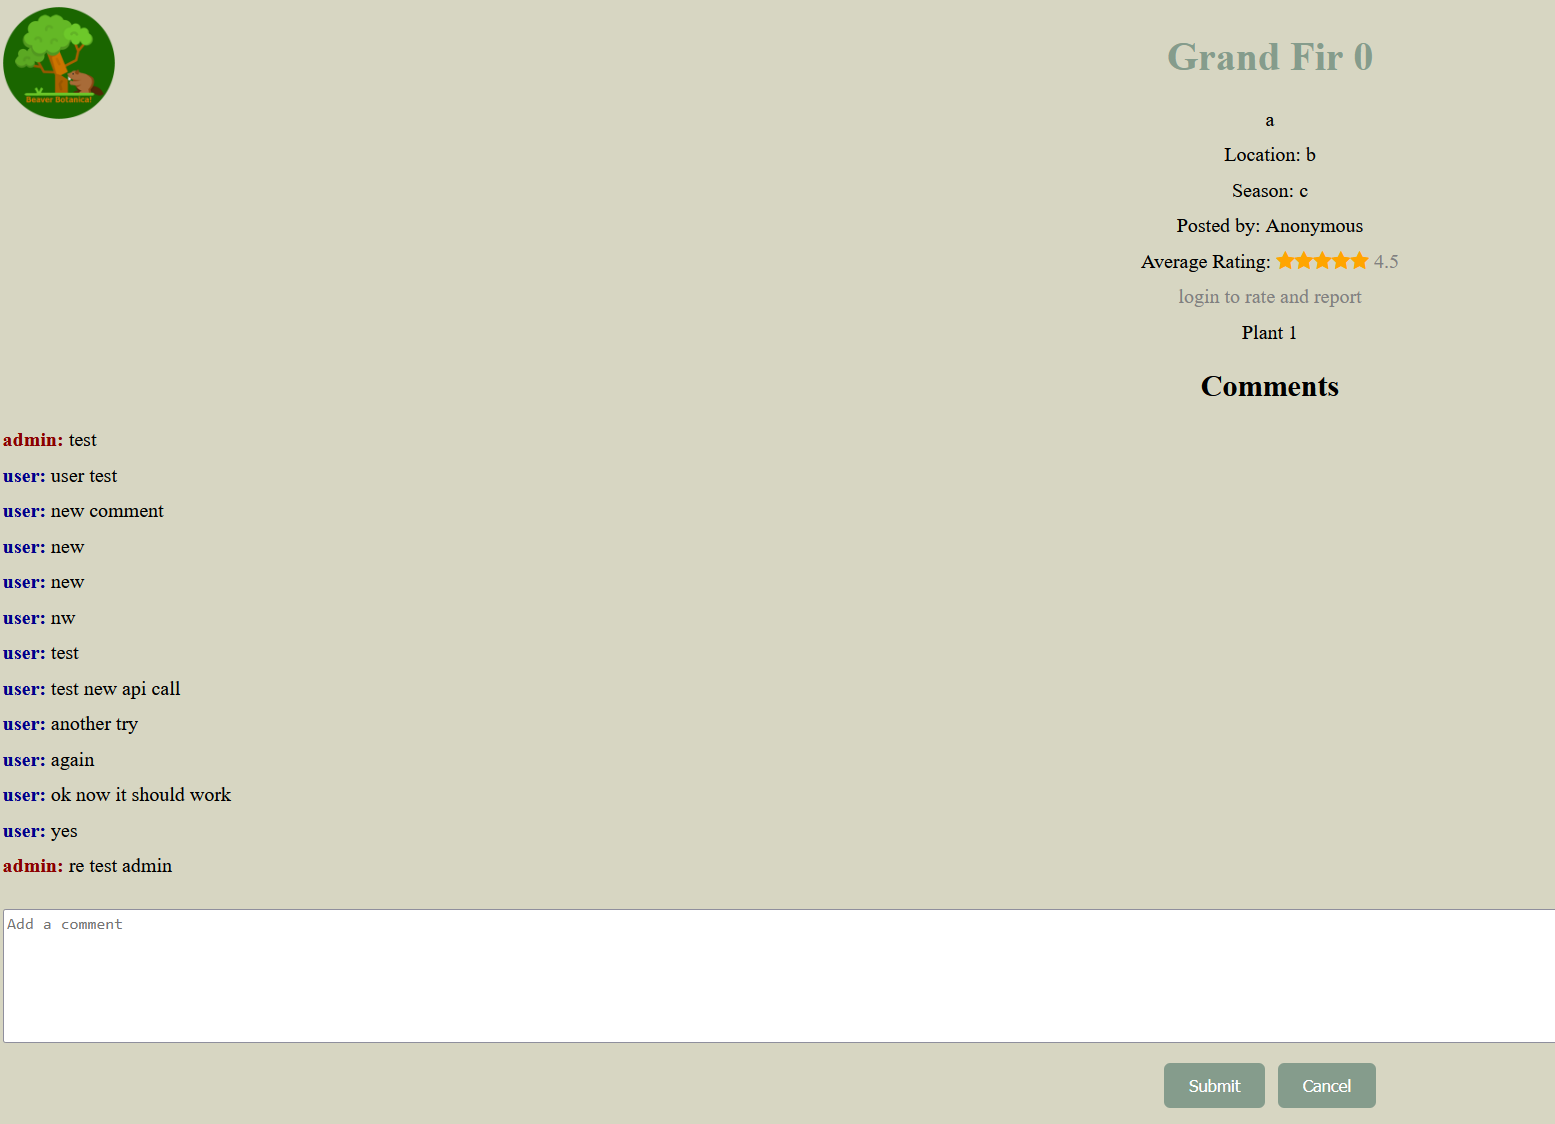 Beaver Botanica!
Grand Fir 0
a
Location: b
Season: c
Posted by: Anonymous
Average Rating: ★★★★★ 4.5
login to rate and report
Plant 1
Comments
admin: test
user: user test
user: new comment
user: new
user: new
user: nw
user: test
user: test new api call
user: another try
user: again
user: ok now it should work
user: yes
admin: re test admin
Add a comment
Submit Cancel